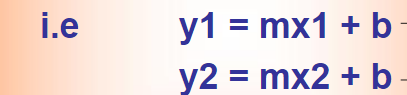 i.e y1 = mx1 + b
y2 = mx2 + b